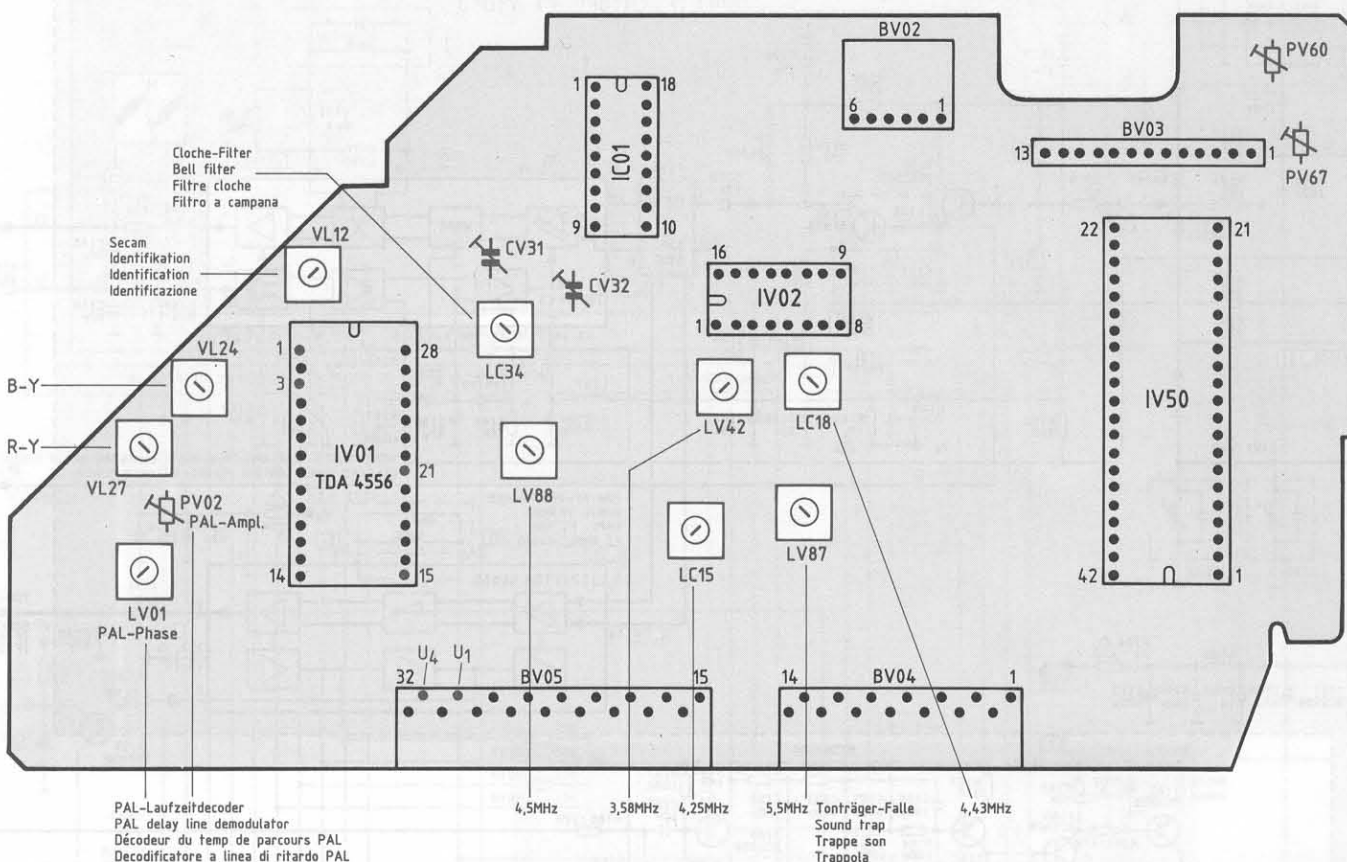 BV02
PV60
1
18
6
1
BV03
13
1
PV67
IC01
Cloche-Filter
Bell filter
Filtre cloche
Filtro a campana
9
10
22
21
VL12
Secam
Identifikation
Identification
Identificazione
CV31
CV32
16
9
IV02
1
8
VL24
1
28
3
LC34
B-Y
LV42
LC18
IV50
R-Y
IV01
TDA 4556
21
VL27
LV88
PV02
PAL-Ampl.
LC15
LV87
14
15
42
1
LV01
PAL-Phase
U4
U1
32
BV05
15
14
BV04
1
PAL-Laufzeitdecoder
PAL delay line demodulator
Décodeur du temp de parcours PAL
Decodificatore a linea di ritardo PAL
4,5MHz
3,58MHz
4,25MHz
5,5MHz
Tonträger-Falle
Sound trap
Trappe son
Trappola
4,43MHz